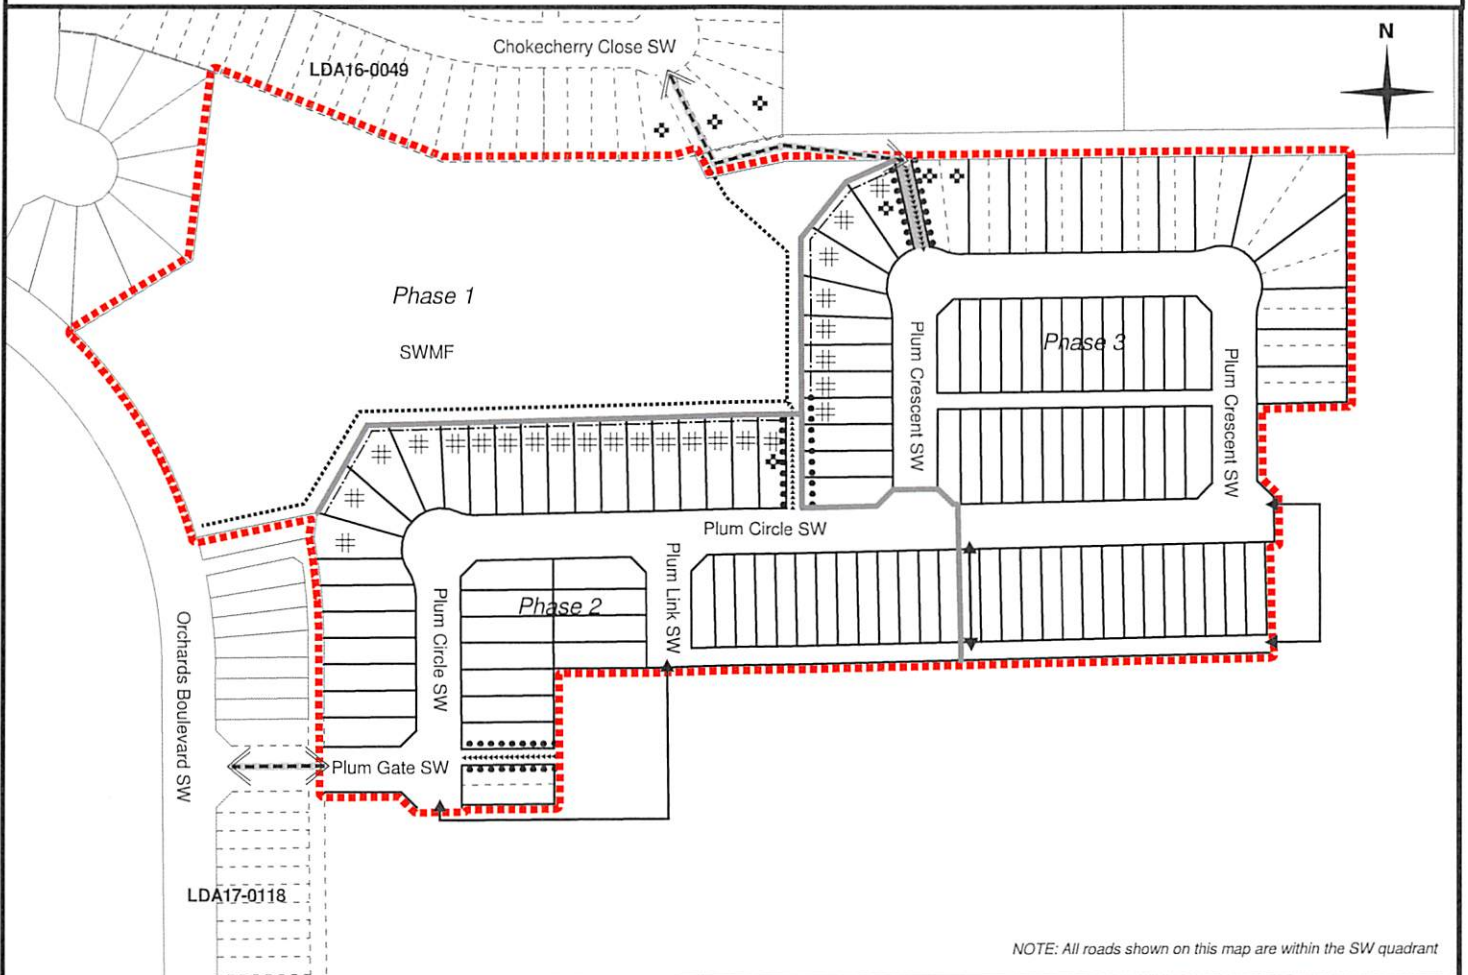 Chokecherry Close SW
N
LDA16-0049
Phase 1
SWMF
Plum Crescent SW
Phase 3
Plum Crescent SW
Plum Circle SW
Plum Link SW
Phase 2
Plum Circle SW
Orchards Boulevard SW
Plum Gate SW
LDA17-0118
NOTE: All roads shown on this map are within the SW quadrant